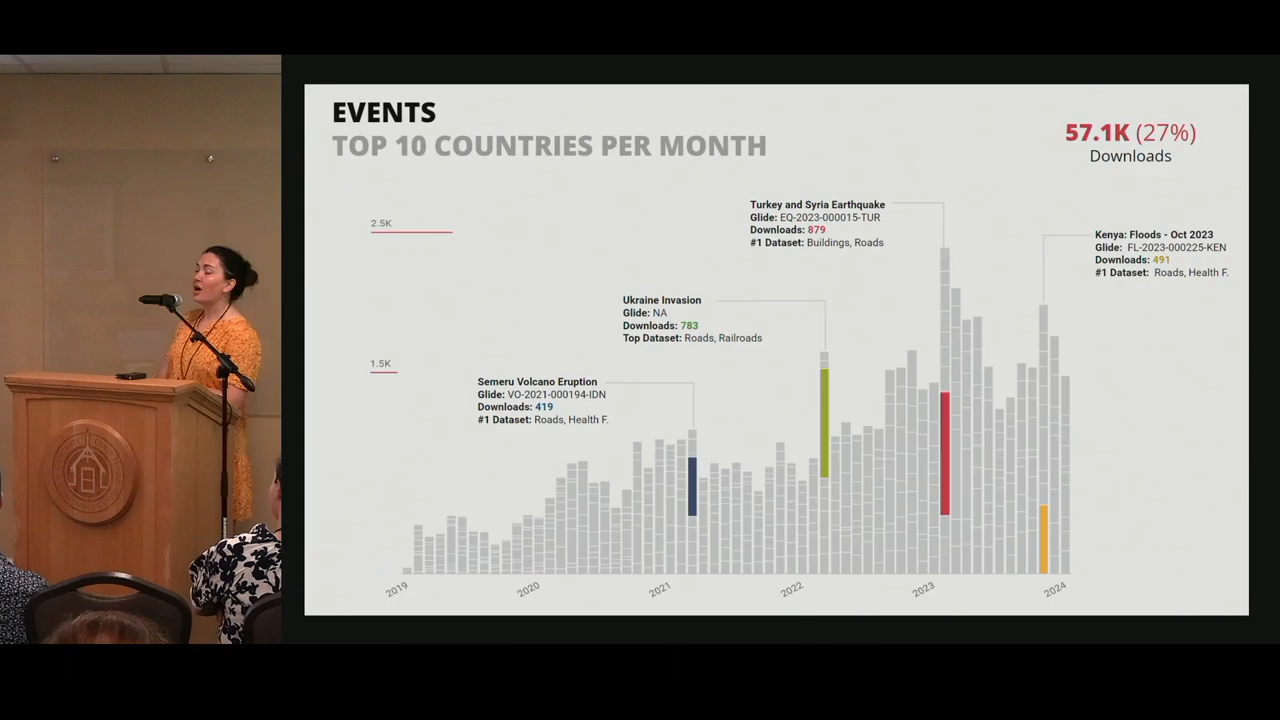 EVENTS
TOP 10 COUNTRIES PER MONTH
57.1K (27%)
Downloads
2.5K
1.5K
Turkey and Syria Earthquake
Glide: EQ-2023-000015-TUR
Downloads: 879
#1 Dataset: Buildings, Roads
Kenya: Floods - Oct 2023
Glide: FL-2023-000225-KEN
Downloads: 491
#1 Dataset: Roads, Health F.
Ukraine Invasion
Glide: NA
Downloads: 783
Top Dataset: Roads, Railroads
Semeru Volcano Eruption
Glide: VO-2021-000194-IDN
Downloads: 419
#1 Dataset: Roads, Health F.
2019
2020
2021
2022
2023
2024